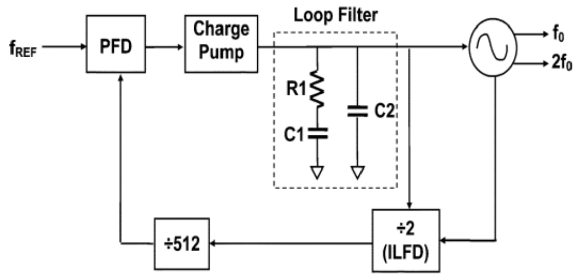 Loop Filter
fREF
PFD
Charge
Pump
R1
C1
C2
f0
2f0
÷512
÷2
(ILFD)